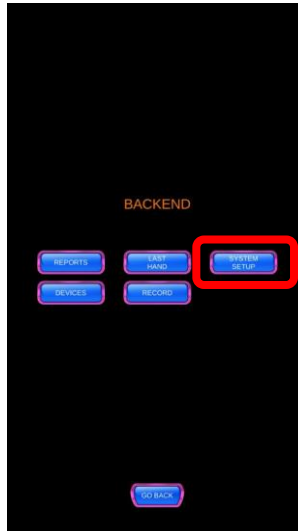 BACKEND
REPORTS
LAST
HAND
SYSTEM
SETUP
DEVICES
RECORD
GO BACK